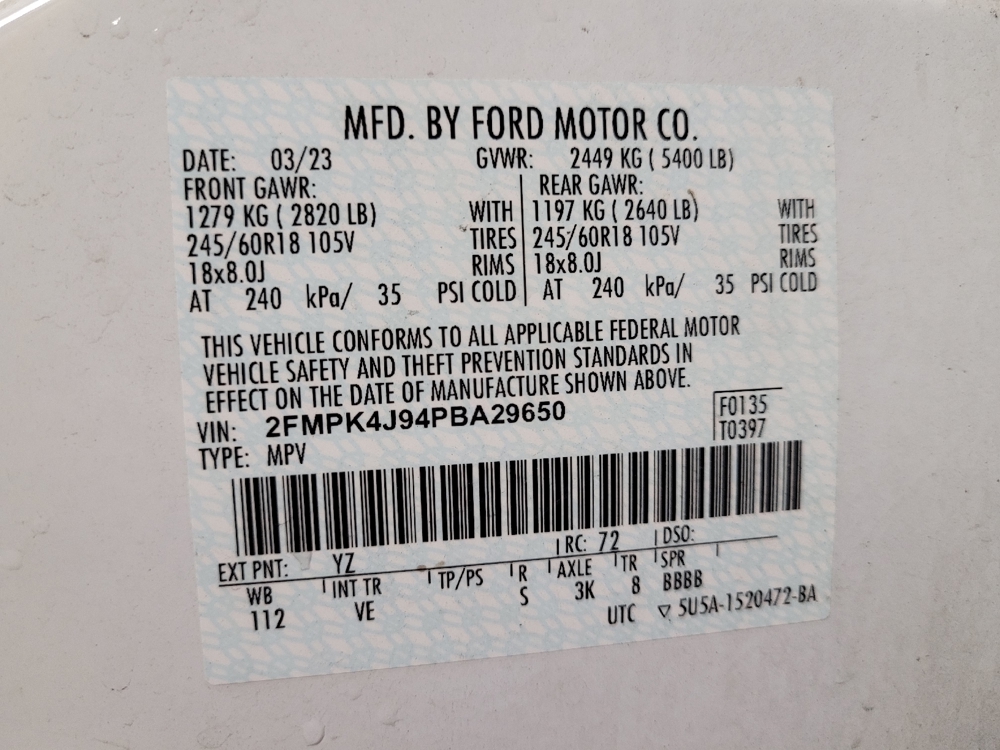 MFD. BY FORD MOTOR CO.
DATE: 03/23 GVWR: 2449 KG ( 5400 LB)
FRONT GAWR: REAR GAWR:
1279 KG ( 2820 LB) WITH 1197 KG ( 2640 LB) WITH
245/60R18 105V TIRES 245/60R18 105V TIRES
18x8.0J RIMS 18x8.0J RIMS
AT 240 kPa/ 35 PSI COLD AT 240 kPa/ 35 PSI COLD
THIS VEHICLE CONFORMS TO ALL APPLICABLE FEDERAL MOTOR
VEHICLE SAFETY AND THEFT PREVENTION STANDARDS IN
EFFECT ON THE DATE OF MANUFACTURE SHOWN ABOVE.
VIN: 2FMPK4J94PBA29650 F0135
TYPE: MPV T0397
EXT PNT: YZ RC: 72 DSO:
WB INT TR TP/PS R AXLE TR SPR
112 VE S 3K 8 BBBB
UTC ▽ 5U5A-1520472-BA